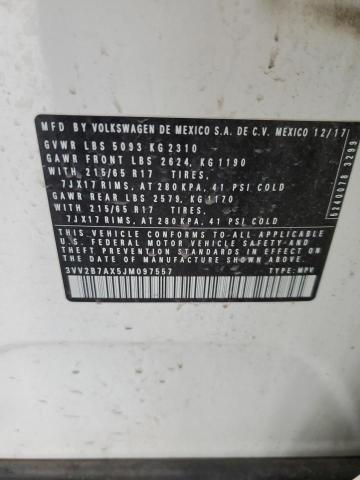 MFD BY VOLKSWAGEN DE MEXICO S.A. DE C.V. MEXICO 12/17
GVWR LBS 5093 KG 2310
GAWR FRONT LBS 2624, KG 1190
WITH 215/65 R17 TIRES,
7JX17 RIMS, AT 280 KPA, 41 PSI COLD
GAWR REAR LBS 2579, KG 1170
WITH 215/65 R17 TIRES,
7JX17 RIMS, AT 280 KPA, 41 PSI COLD
THIS VEHICLE CONFORMS TO ALL APPLICABLE
U.S. FEDERAL MOTOR VEHICLE SAFETY-AND
THEFT PREVENTION STANDARDS IN EFFECT ON
THE DATE OF MANUFACTURE SHOWN ABOVE.
3VV2B7AX5JM097557 TYPE: MPV